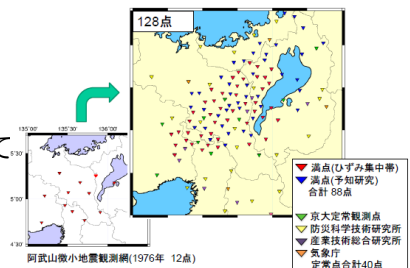 128点
135°00' 135°30' 136°00'
5°30'
5°00'
4°30'
阿武山微小地震観測網(1976年 12点)
満点(ひずみ集中帯)
満点(予知研究)
合計 88点
京大定常観測点
防災科学技術研究所
産業技術総合研究所
気象庁
定常点合計40点